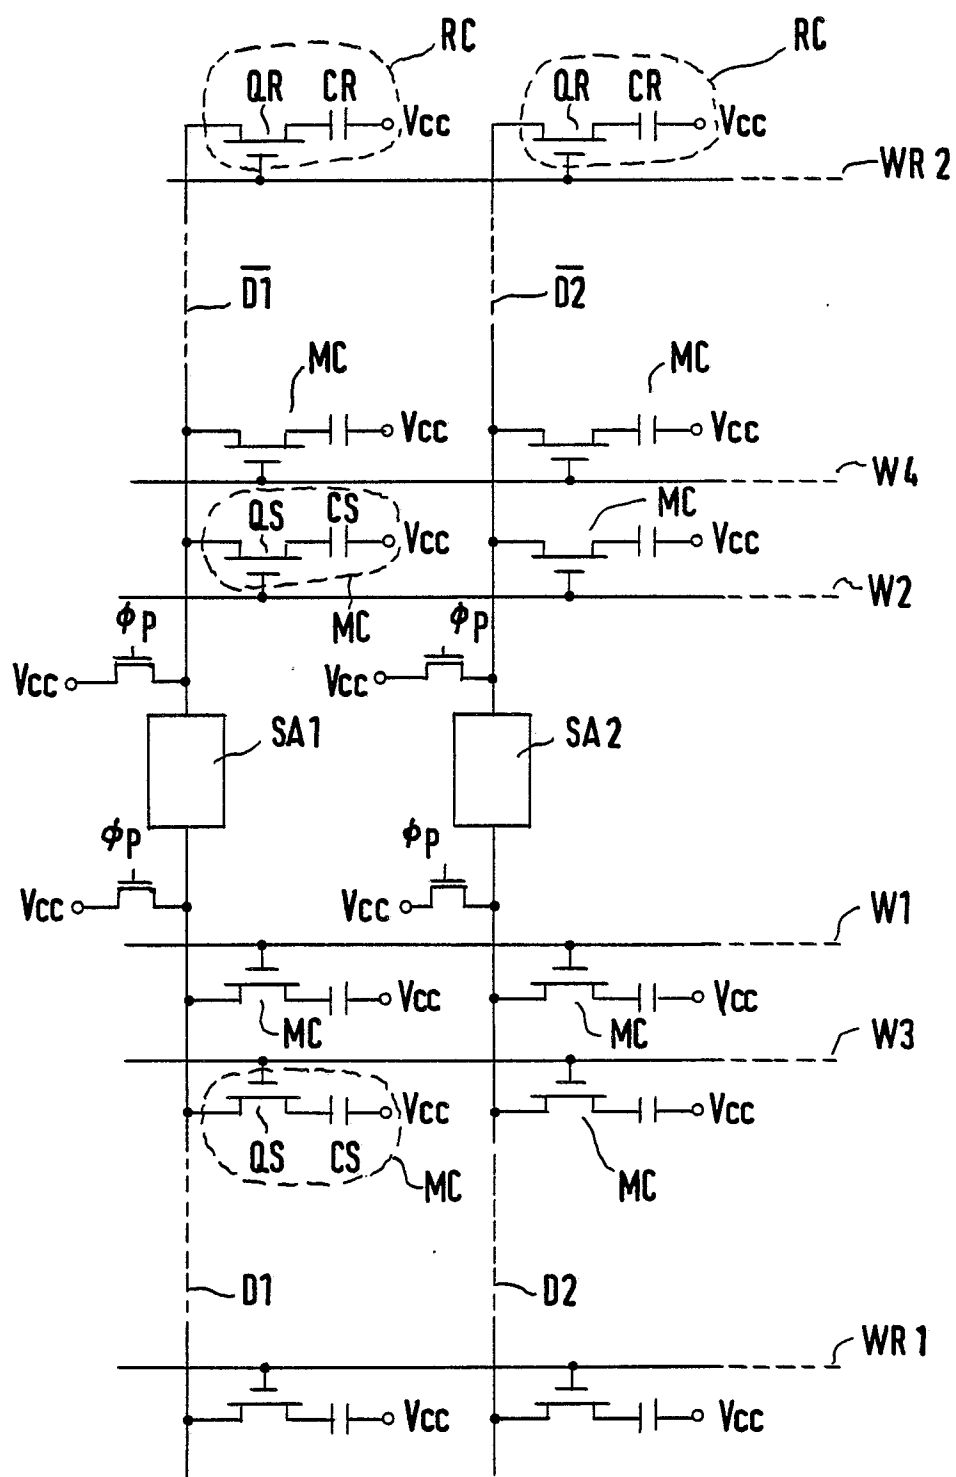 RC RC
QR CR Vcc QR CR Vcc
WR 2
D̅1̅ D̅2̅
MC MC
Vcc Vcc
W4
QS CS Vcc MC Vcc
W2
MC
ϕP ϕP
Vcc Vcc
SA1 SA2
ϕP ϕP
Vcc Vcc
W1
Vcc Vcc
MC MC
W3
Vcc Vcc
QS CS MC MC
D1 D2
WR 1
Vcc Vcc